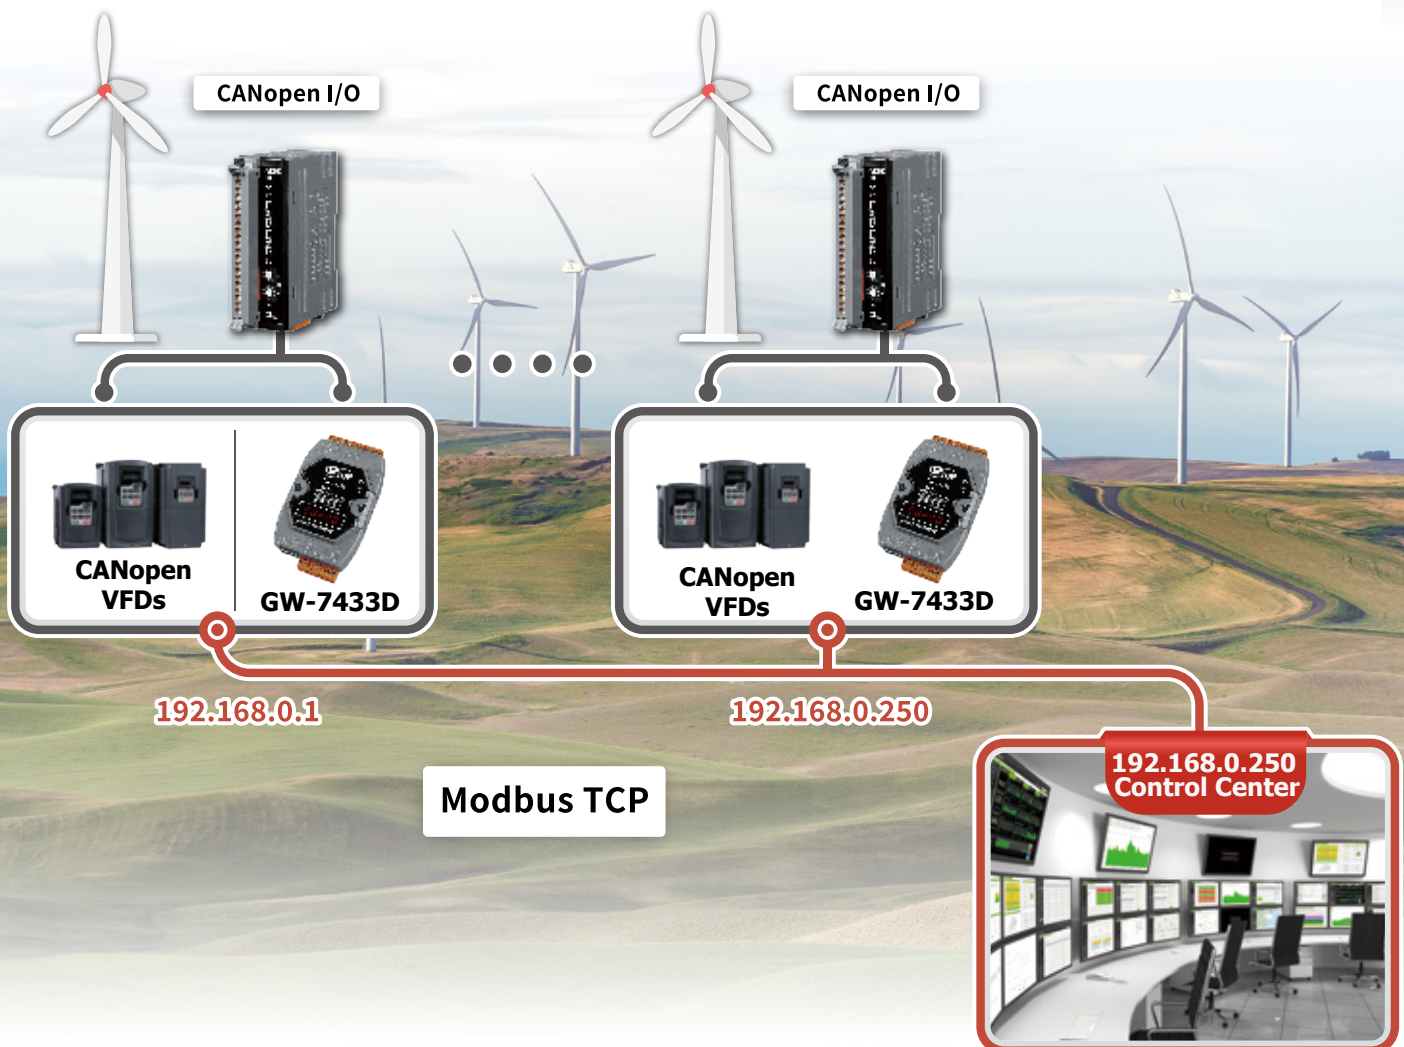 CANopen I/O
CANopen I/O
CANopen
VFDs
GW-7433D
CANopen
VFDs
GW-7433D
192.168.0.1
192.168.0.250
Modbus TCP
192.168.0.250
Control Center